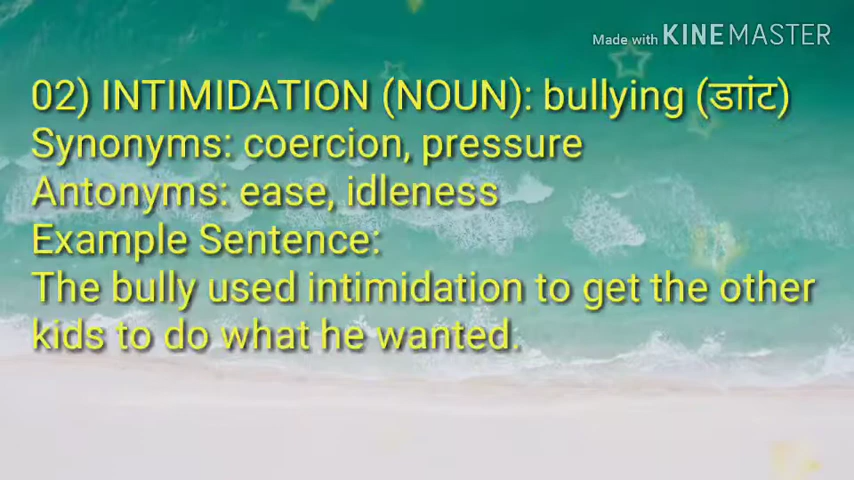 Made with KINEMASTER
02) INTIMIDATION (NOUN): bullying (डाांट)
Synonyms: coercion, pressure
Antonyms: ease, idleness
Example Sentence:
The bully used intimidation to get the other
kids to do what he wanted.